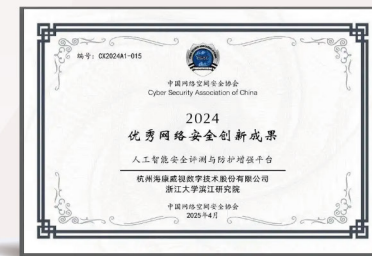 编号：CX2024A1-015
中国网络空间安全协会
Cyber Security Association of China
2024
优秀网络安全创新成果
人工智能安全评测与防护增强平台
杭州海康威视数字技术股份有限公司
浙江大学滨江研究院
中国网络空间安全协会
2025年4月